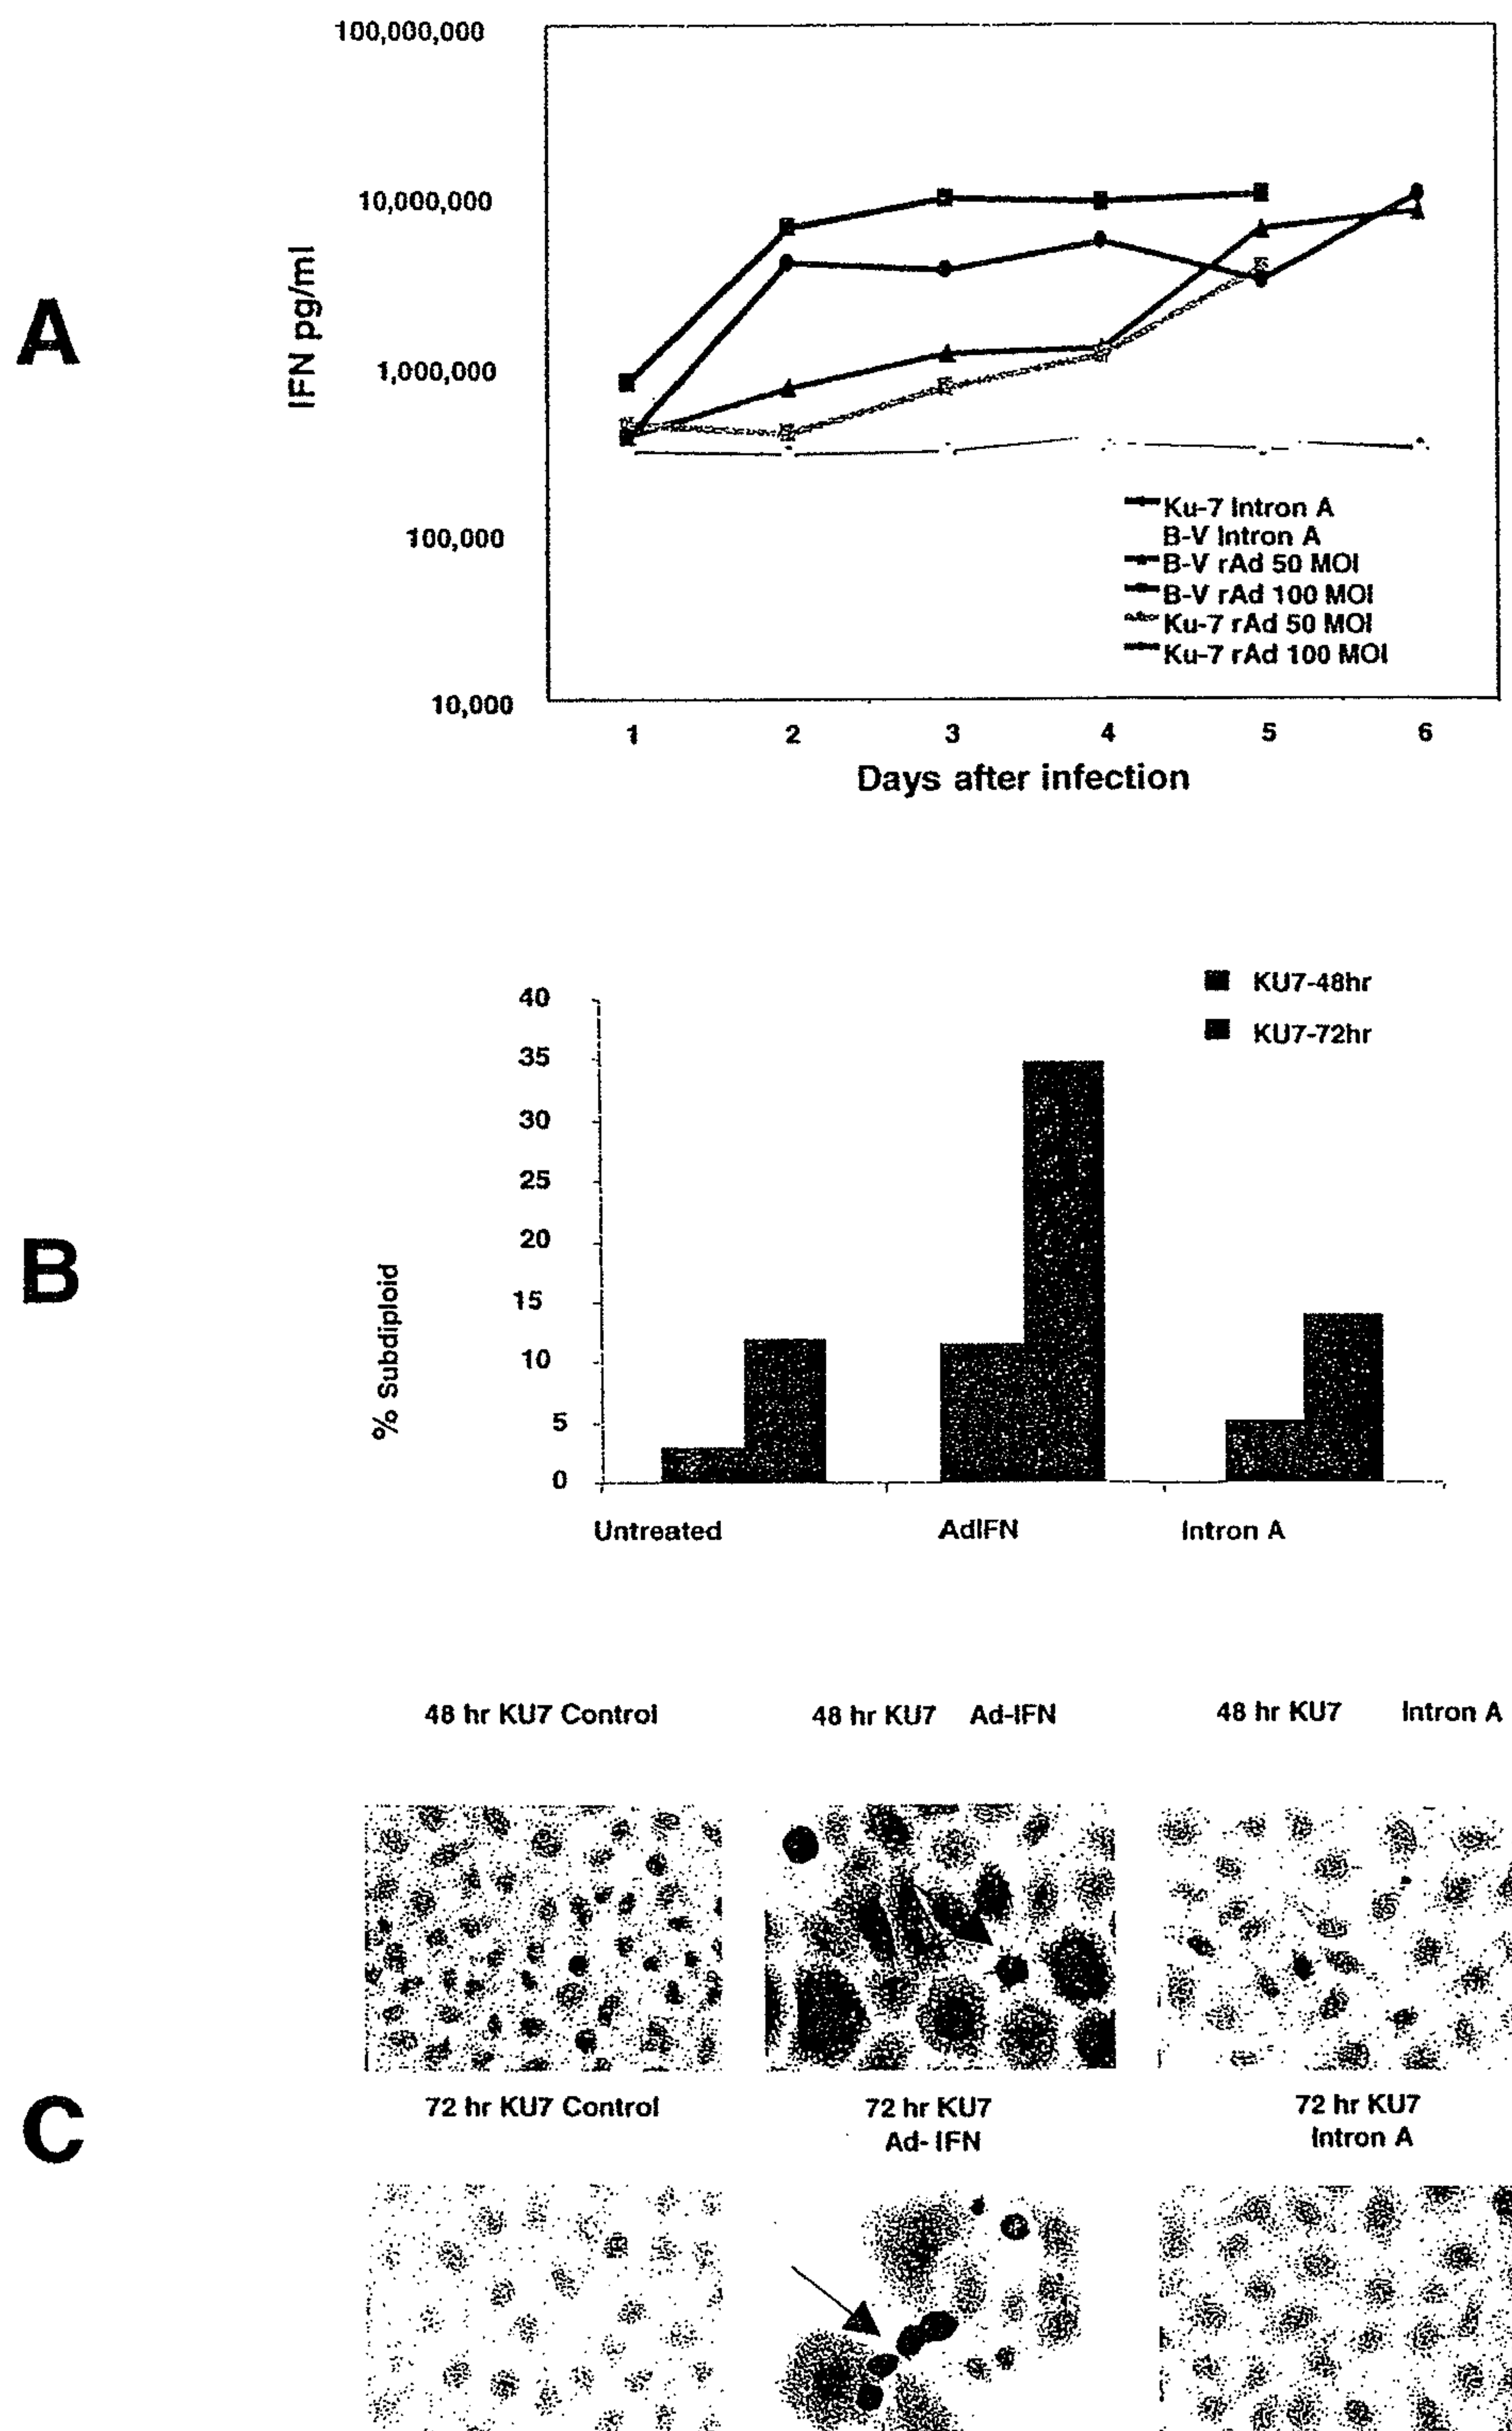 A
100,000,000
10,000,000
1,000,000
100,000
10,000
IFN pg/ml
Ku-7 Intron A
B-V Intron A
B-V rAd 50 MOI
B-V rAd 100 MOI
Ku-7 rAd 50 MOI
Ku-7 rAd 100 MOI
1 2 3 4 5 6
Days after infection
B
KU7-48hr
KU7-72hr
40
35
30
25
20
15
10
5
0
% Subdiploid
Untreated AdIFN Intron A
C
48 hr KU7 Control 48 hr KU7 Ad-IFN 48 hr KU7 Intron A
72 hr KU7 Control 72 hr KU7 72 hr KU7
Ad- IFN Intron A